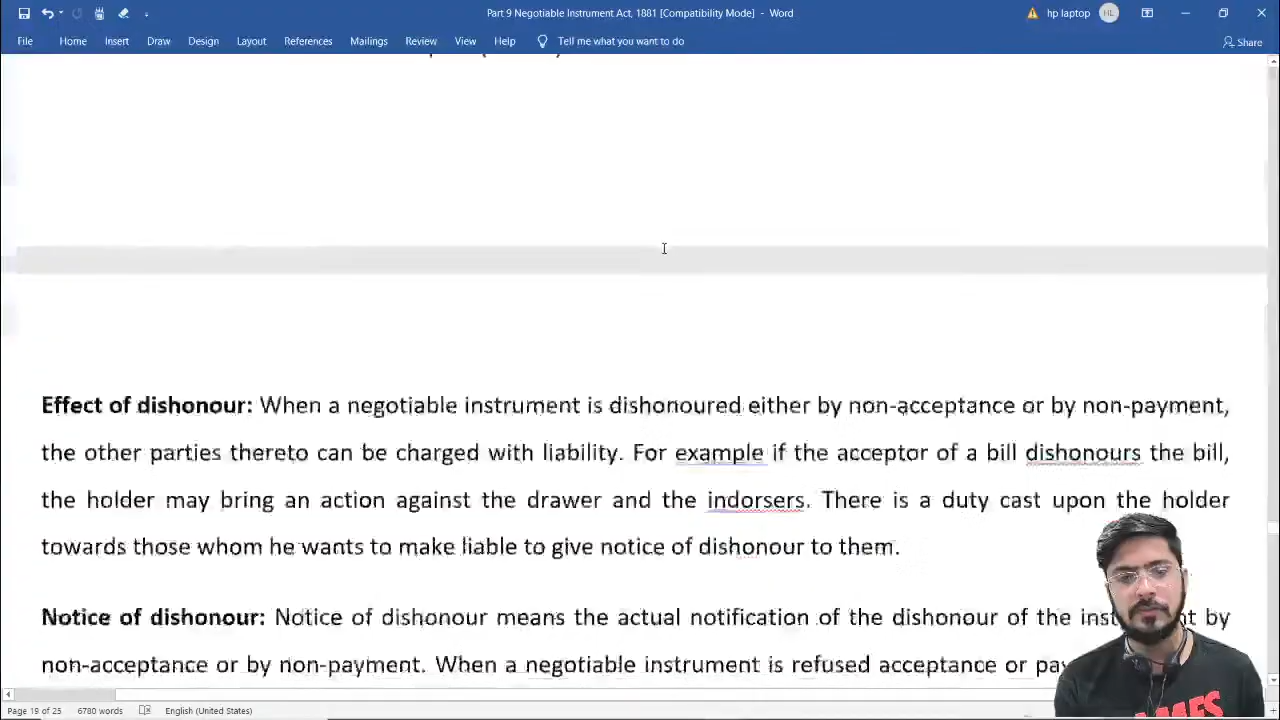 Part 9 Negotiable Instrument Act, 1881 [Compatibility Mode] - Word
hp laptop
HL
File Home Insert Draw Design Layout References Mailings Review View Help Tell me what you want to do
Share
Effect of dishonour: When a negotiable instrument is dishonoured either by non-acceptance or by non-payment,
the other parties thereto can be charged with liability. For example if the acceptor of a bill dishonours the bill,
the holder may bring an action against the drawer and the indorsers. There is a duty cast upon the holder
towards those whom he wants to make liable to give notice of dishonour to them.
Notice of dishonour: Notice of dishonour means the actual notification of the dishonour of the by
non-acceptance or by non-payment. When a negotiable instrument is refused acceptance or
Page 19 of 25 6780 words English (United States)